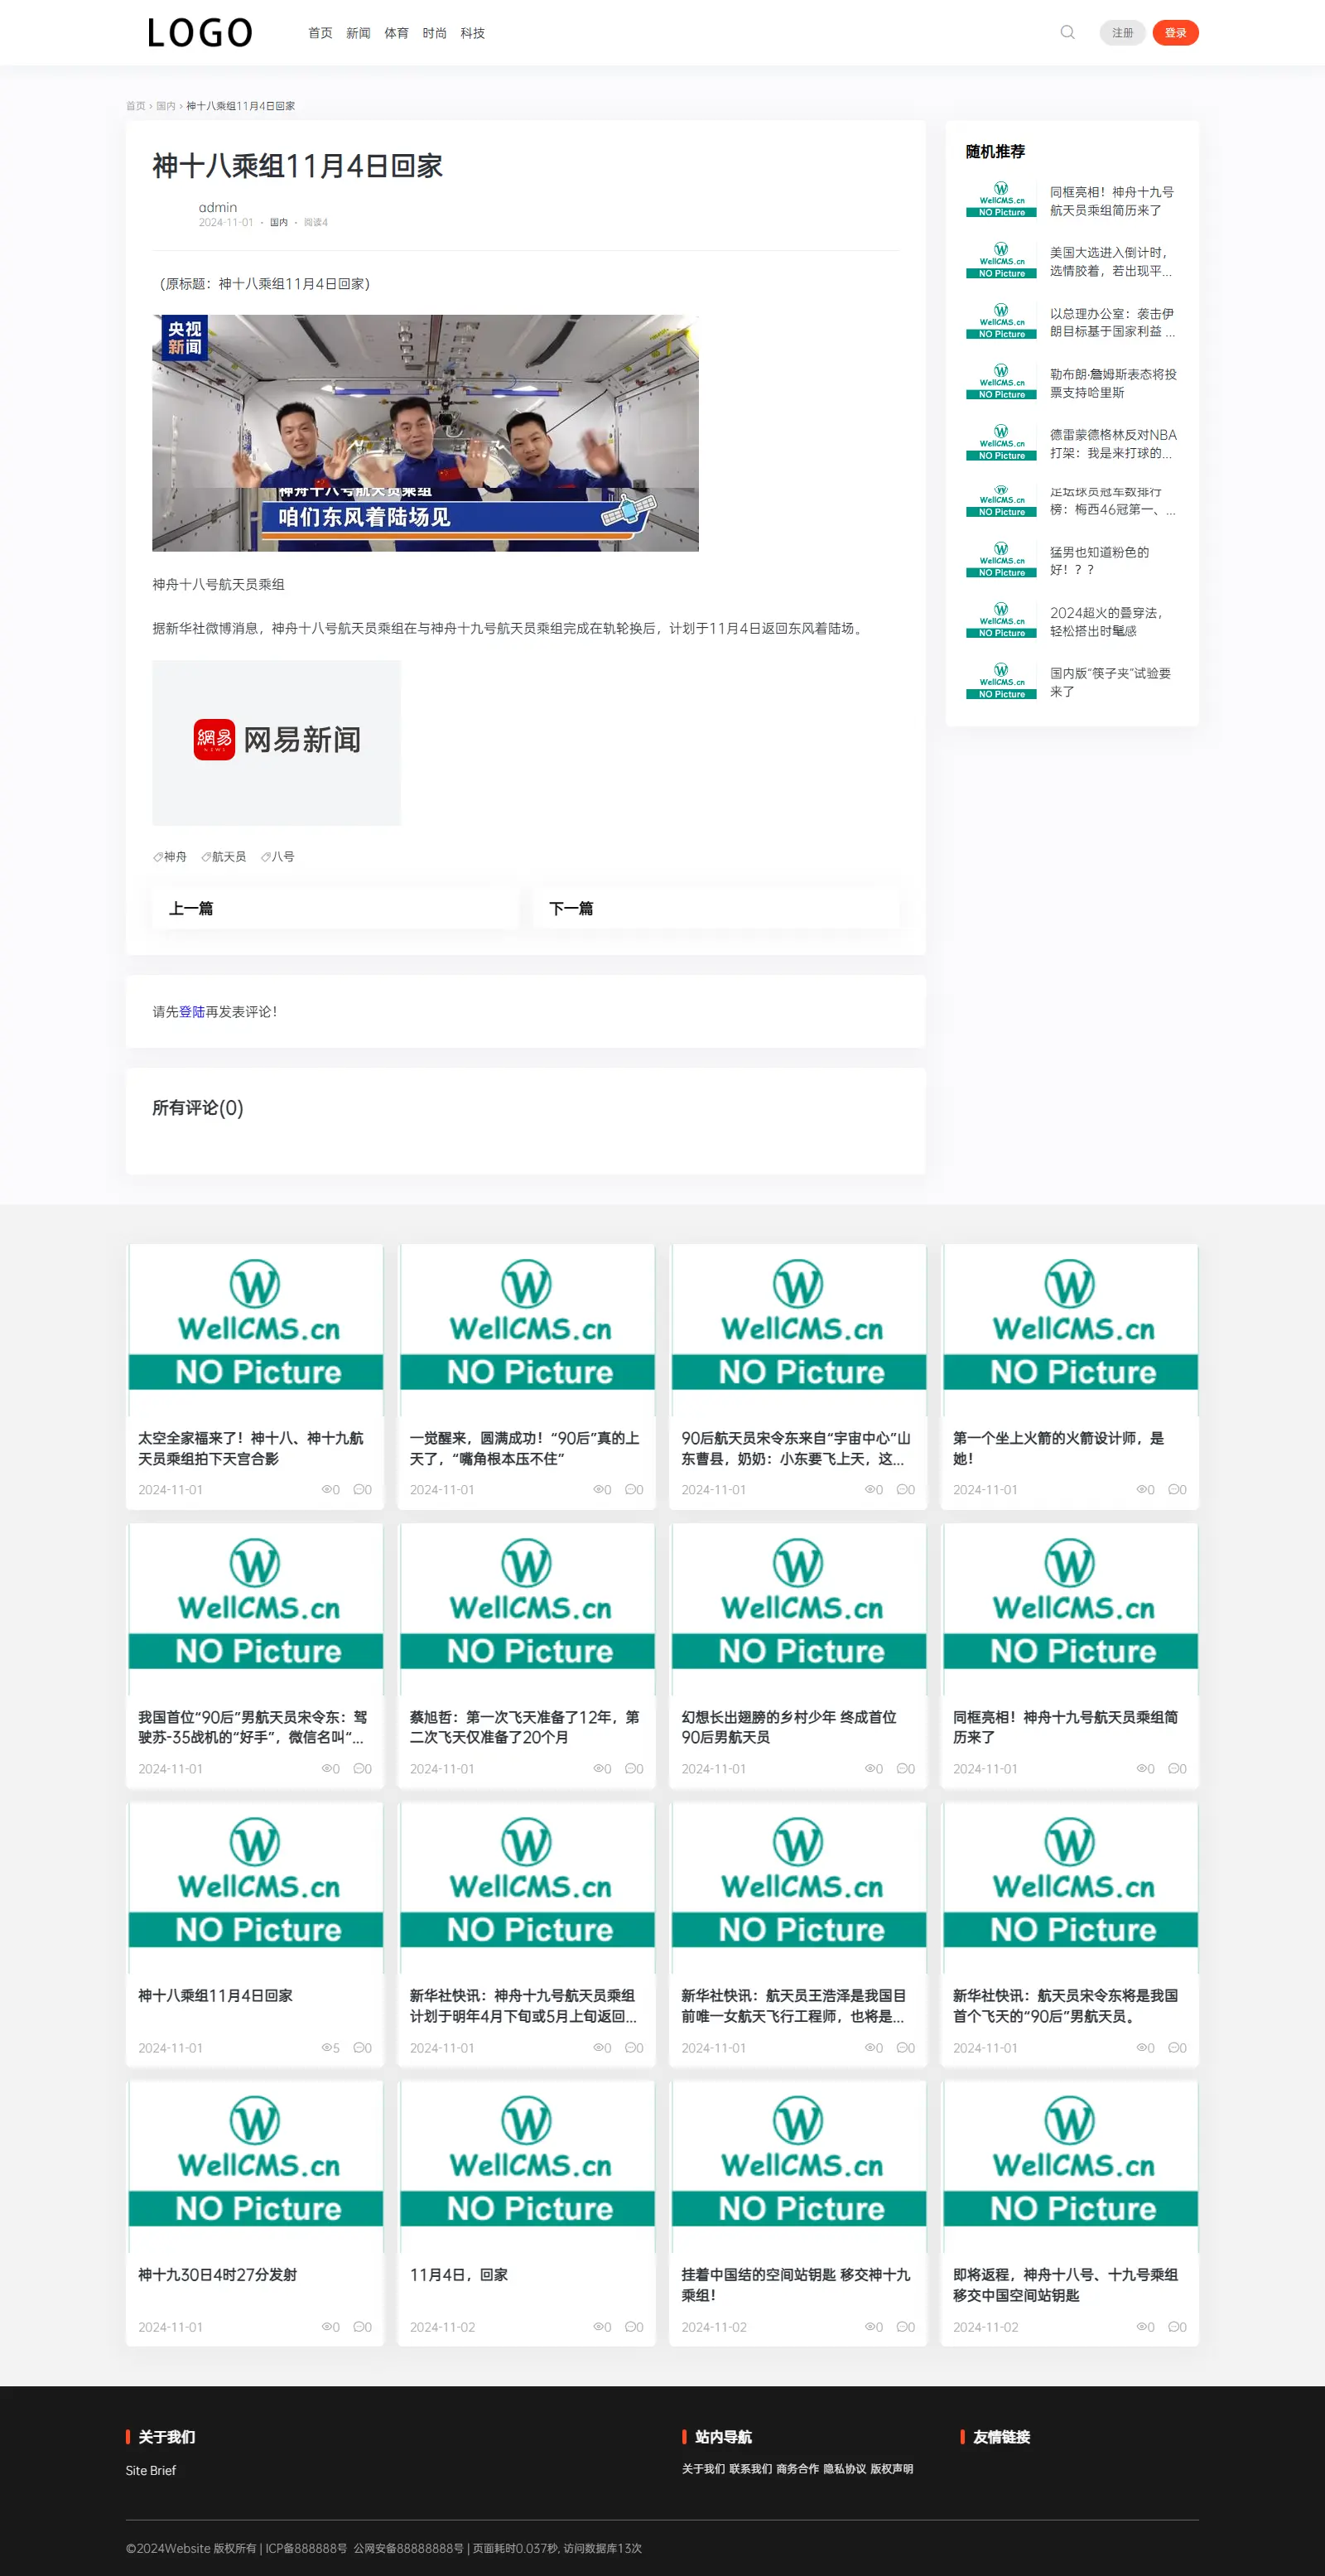 LOGO
首页 新闻 体育 时尚 科技
注册 登录
首页 › 国内 › 神十八乘组11月4日回家
神十八乘组11月4日回家
admin
2024-11-01 • 国内 • 阅读4
（原标题：神十八乘组11月4日回家）
央视
新闻
神舟十八号航天员乘组
咱们东风着陆场见
神舟十八号航天员乘组
据新华社微博消息，神舟十八号航天员乘组在与神舟十九号航天员乘组完成在轨轮换后，计划于11月4日返回东风着陆场。
網易
NEWS
网易新闻
神舟 航天员 八号
上一篇 下一篇
请先登陆再发表评论！
所有评论(0)
随机推荐
WellCMS.cn
NO Picture
同框亮相！神舟十九号
航天员乘组简历来了
WellCMS.cn
NO Picture
美国大选进入倒计时，
选情胶着，若出现平...
WellCMS.cn
NO Picture
以总理办公室：袭击伊
朗目标基于国家利益 ...
WellCMS.cn
NO Picture
勒布朗·詹姆斯表态将投
票支持哈里斯
WellCMS.cn
NO Picture
德雷蒙德格林反对NBA
打架：我是来打球的...
WellCMS.cn
NO Picture
足坛球员冠军数排行
榜：梅西46冠第一、...
WellCMS.cn
NO Picture
猛男也知道粉色的
好！？？
WellCMS.cn
NO Picture
2024超火的叠穿法，
轻松搭出时髦感
WellCMS.cn
NO Picture
国内版“筷子夹”试验要
来了
WellCMS.cn
NO Picture
太空全家福来了！神十八、神十九航
天员乘组拍下天宫合影
2024-11-01 0 0
WellCMS.cn
NO Picture
一觉醒来，圆满成功！“90后”真的上
天了，“嘴角根本压不住”
2024-11-01 0 0
WellCMS.cn
NO Picture
90后航天员宋令东来自“宇宙中心”山
东曹县，奶奶：小东要飞上天，这...
2024-11-01 0 0
WellCMS.cn
NO Picture
第一个坐上火箭的火箭设计师，是
她！
2024-11-01 0 0
WellCMS.cn
NO Picture
我国首位“90后”男航天员宋令东：驾
驶苏-35战机的“好手”，微信名叫“...
2024-11-01 0 0
WellCMS.cn
NO Picture
蔡旭哲：第一次飞天准备了12年，第
二次飞天仅准备了20个月
2024-11-01 0 0
WellCMS.cn
NO Picture
幻想长出翅膀的乡村少年 终成首位
90后男航天员
2024-11-01 0 0
WellCMS.cn
NO Picture
同框亮相！神舟十九号航天员乘组简
历来了
2024-11-01 0 0
WellCMS.cn
NO Picture
神十八乘组11月4日回家
2024-11-01 5 0
WellCMS.cn
NO Picture
新华社快讯：神舟十九号航天员乘组
计划于明年4月下旬或5月上旬返回...
2024-11-01 0 0
WellCMS.cn
NO Picture
新华社快讯：航天员王浩泽是我国目
前唯一女航天飞行工程师，也将是...
2024-11-01 0 0
WellCMS.cn
NO Picture
新华社快讯：航天员宋令东将是我国
首个飞天的“90后”男航天员。
2024-11-01 0 0
WellCMS.cn
NO Picture
神十九30日4时27分发射
2024-11-01 0 0
WellCMS.cn
NO Picture
11月4日，回家
2024-11-02 0 0
WellCMS.cn
NO Picture
挂着中国结的空间站钥匙 移交神十九
乘组！
2024-11-02 0 0
WellCMS.cn
NO Picture
即将返程，神舟十八号、十九号乘组
移交中国空间站钥匙
2024-11-02 0 0
关于我们
Site Brief
站内导航
关于我们 联系我们 商务合作 隐私协议 版权声明
友情链接
©2024Website 版权所有 | ICP备888888号 公网安备88888888号 | 页面耗时0.037秒, 访问数据库13次